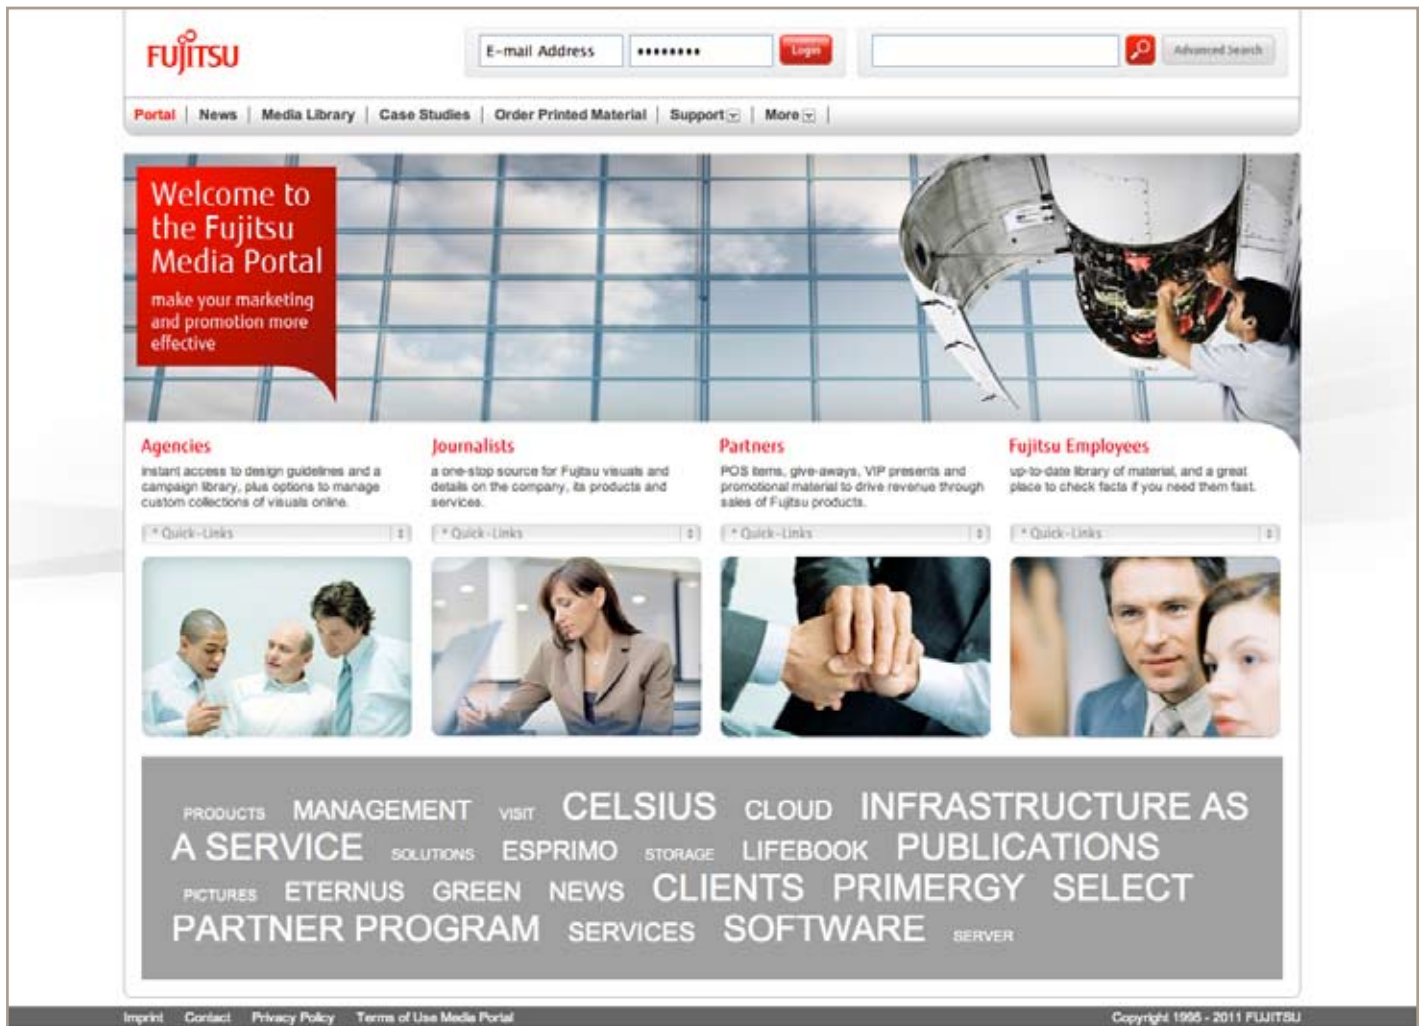 FUJITSU
E-mail Address
••••••••
Login
Advanced Search
Portal | News | Media Library | Case Studies | Order Printed Material | Support | More |
Welcome to
the Fujitsu
Media Portal
make your marketing
and promotion more
effective
Agencies
instant access to design guidelines and a
campaign library, plus options to manage
custom collections of visuals online.
* Quick-Links
Journalists
a one-stop source for Fujitsu visuals and
details on the company, its products and
services.
* Quick-Links
Partners
POS items, give-aways, VIP presents and
promotional material to drive revenue through
sales of Fujitsu products.
* Quick-Links
Fujitsu Employees
up-to-date library of material, and a great
place to check facts if you need them fast.
* Quick-Links
PRODUCTS MANAGEMENT VISIT CELSIUS CLOUD INFRASTRUCTURE AS
A SERVICE SOLUTIONS ESPRIMO STORAGE LIFEBOOK PUBLICATIONS
PICTURES ETERNUS GREEN NEWS CLIENTS PRIMERGY SELECT
PARTNER PROGRAM SERVICES SOFTWARE SERVER
Imprint Contact Privacy Policy Terms of Use Media Portal
Copyright 1995 - 2011 FUJITSU